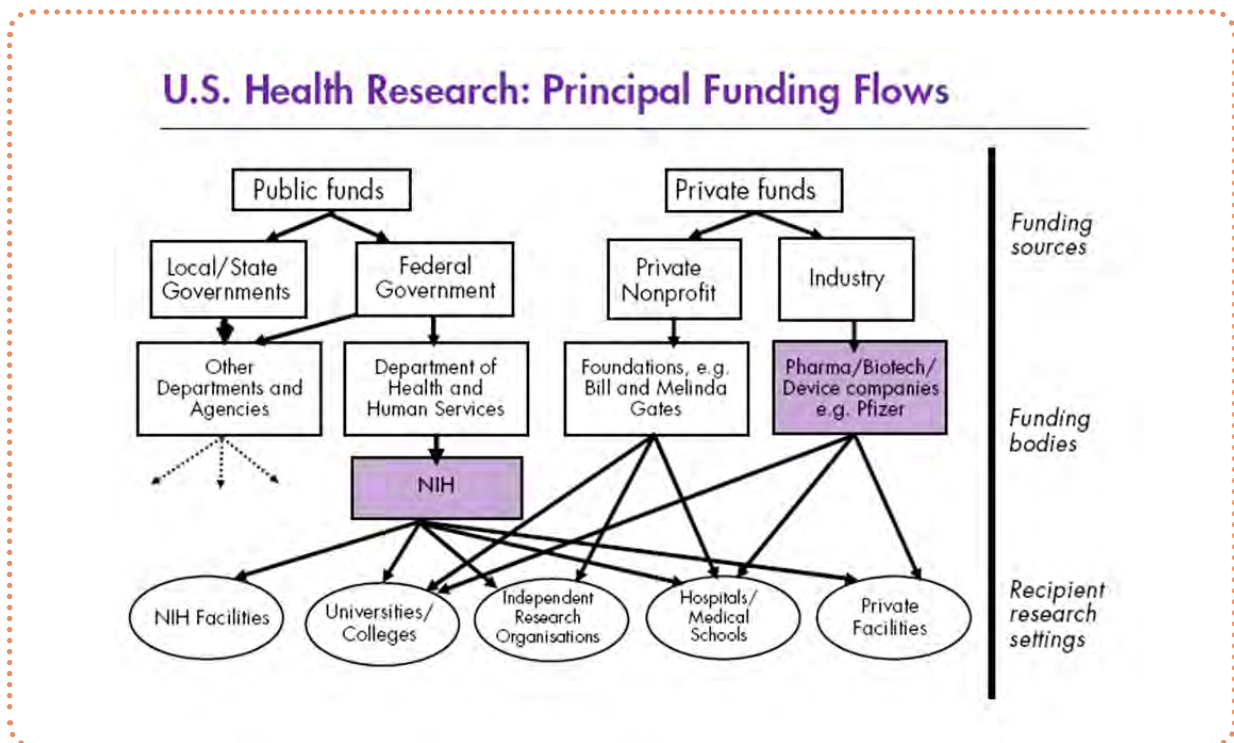 U.S. Health Research: Principal Funding Flows
Public funds
Private funds
Funding
sources
Local/State
Governments
Federal
Government
Private
Nonprofit
Industry
Other
Departments and
Agencies
Department of
Health and
Human Services
Foundations, e.g.
Bill and Melinda
Gates
Pharma/Biotech/
Device companies
e.g. Pfizer
Funding
bodies
NIH
NIH Facilities
Universities/
Colleges
Independent
Research
Organisations
Hospitals/
Medical
Schools
Private
Facilities
Recipient
research
settings